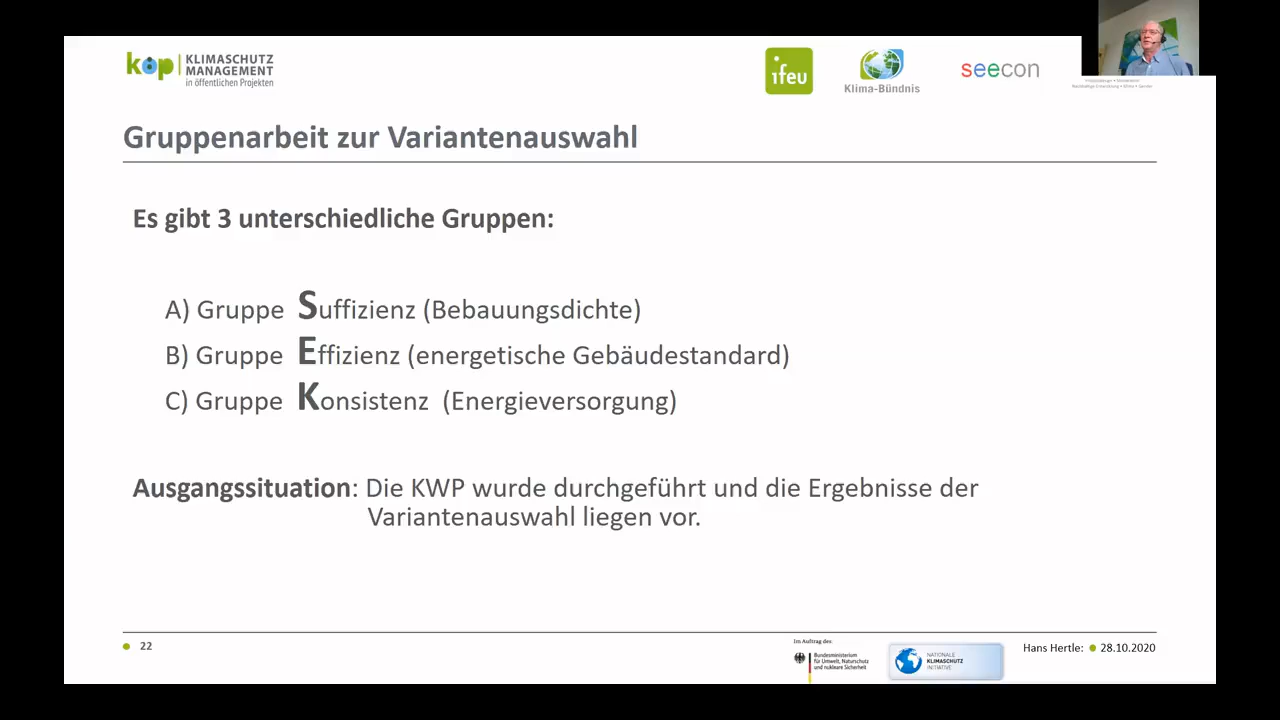 köp KLIMASCHUTZ
MANAGEMENT
in öffentlichen Projekten
ifeu
Klima-Bündnis
seecon
Gruppenarbeit zur Variantenauswahl
Es gibt 3 unterschiedliche Gruppen:
A) Gruppe Suffizienz (Bebauungsdichte)
B) Gruppe Effizienz (energetische Gebäudestandard)
C) Gruppe Konsistenz (Energieversorgung)
Ausgangssituation: Die KWP wurde durchgeführt und die Ergebnisse der
Variantenauswahl liegen vor.
22
Im Auftrag des:
Bundesministerium
für Umwelt, Naturschutz
und nukleare Sicherheit
NATIONALE
KLIMASCHUTZ
INITIATIVE
Hans Hertle: 28.10.2020